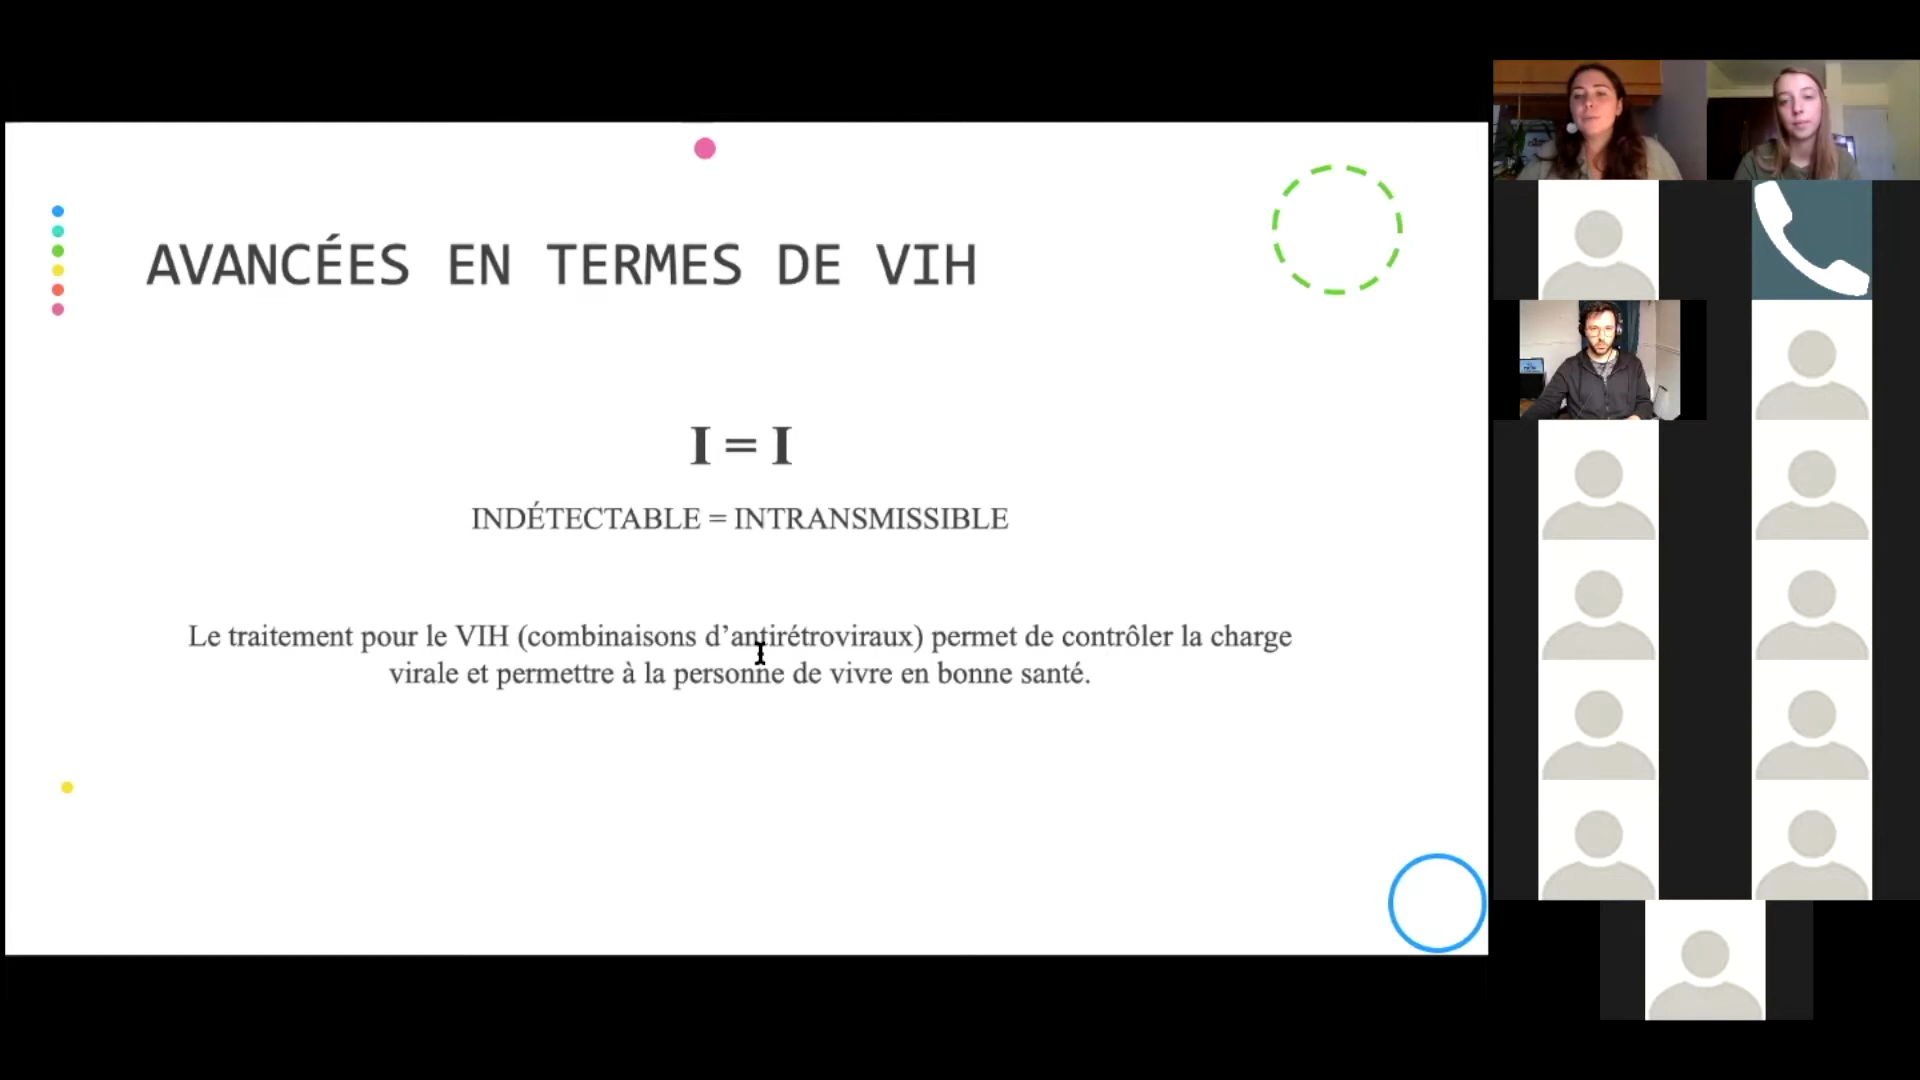 AVANCÉES EN TERMES DE VIH
I = I
INDÉTECTABLE = INTRANSMISSIBLE
Le traitement pour le VIH (combinaisons d’antirétroviraux) permet de contrôler la charge
virale et permettre à la personne de vivre en bonne santé.